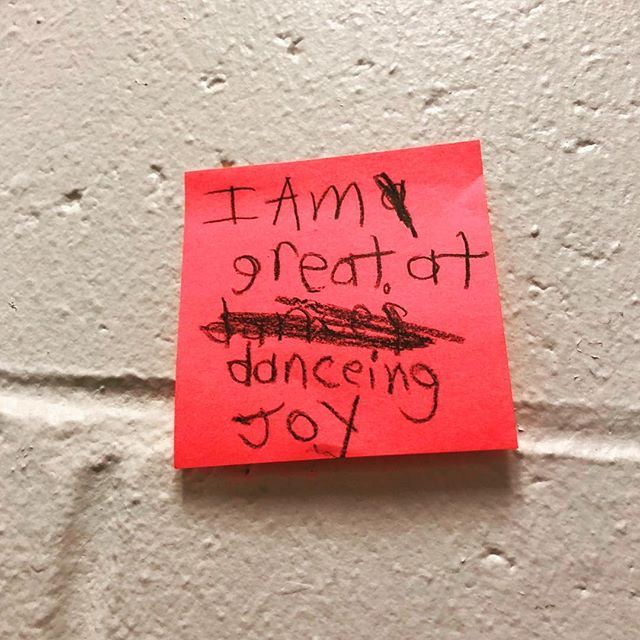 I AM
great. at
danceing
JOY